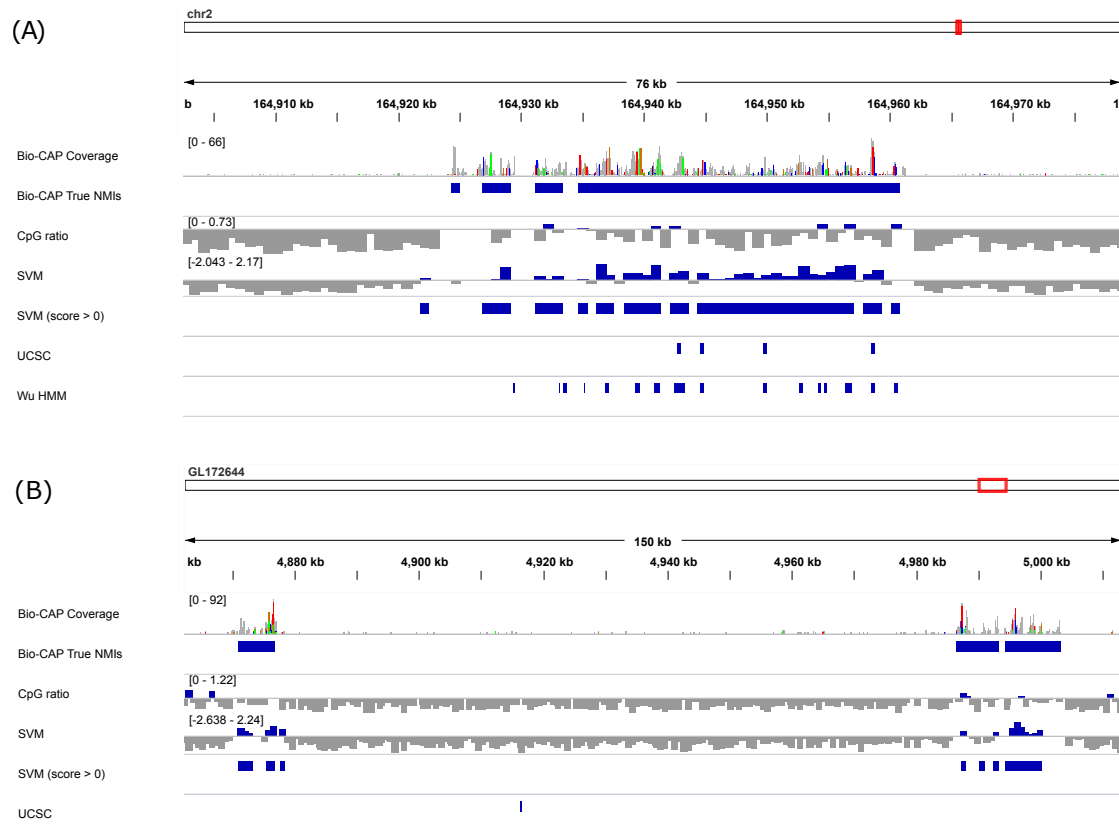 (A)
chr2
76 kb
b 164,910 kb 164,920 kb 164,930 kb 164,940 kb 164,950 kb 164,960 kb 164,970 kb 1
[0 - 66]
Bio-CAP Coverage
Bio-CAP True NMIs
[0 - 0.73]
CpG ratio
[-2.043 - 2.17]
SVM
SVM (score > 0)
UCSC
Wu HMM
(B)
GL172644
150 kb
kb 4,880 kb 4,900 kb 4,920 kb 4,940 kb 4,960 kb 4,980 kb 5,000 kb
[0 - 92]
Bio-CAP Coverage
Bio-CAP True NMIs
[0 - 1.22]
CpG ratio
[-2.638 - 2.24]
SVM
SVM (score > 0)
UCSC